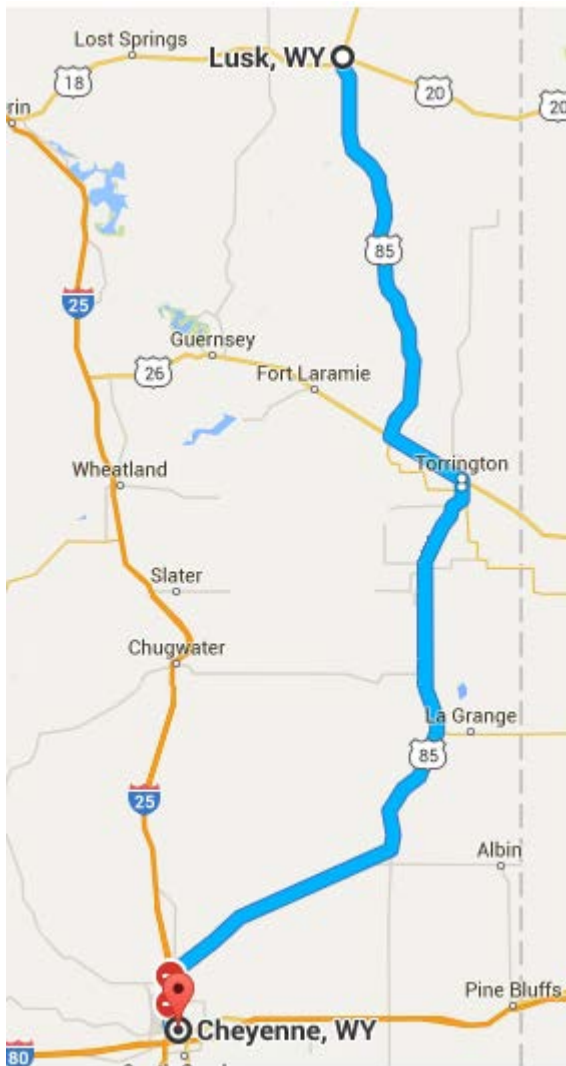 Lost Springs
Lusk, WY
18
20
20
rin
85
25
Guernsey
26
Fort Laramie
Torrington
Wheatland
Slater
Chugwater
La Grange
85
25
Albin
Pine Bluffs
Cheyenne, WY
80